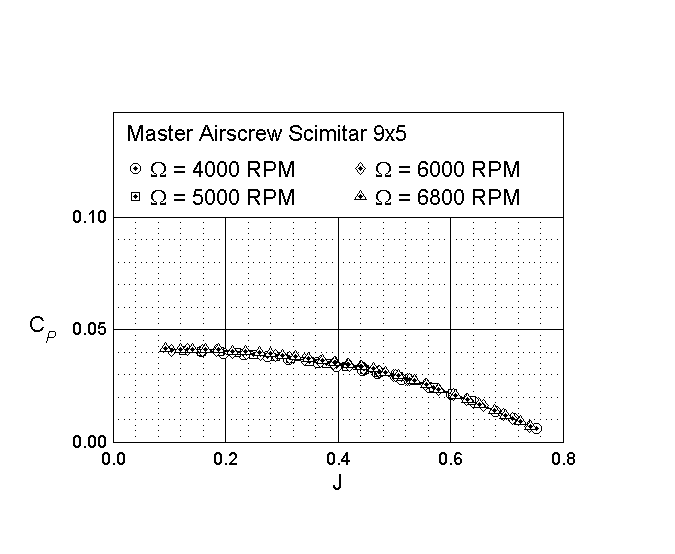 Master Airscrew Scimitar 9x5
Ω = 4000 RPM
Ω = 6000 RPM
Ω = 5000 RPM
Ω = 6800 RPM
0.10
0.05
0.00
C_P
0.0
0.2
0.4
0.6
0.8
J